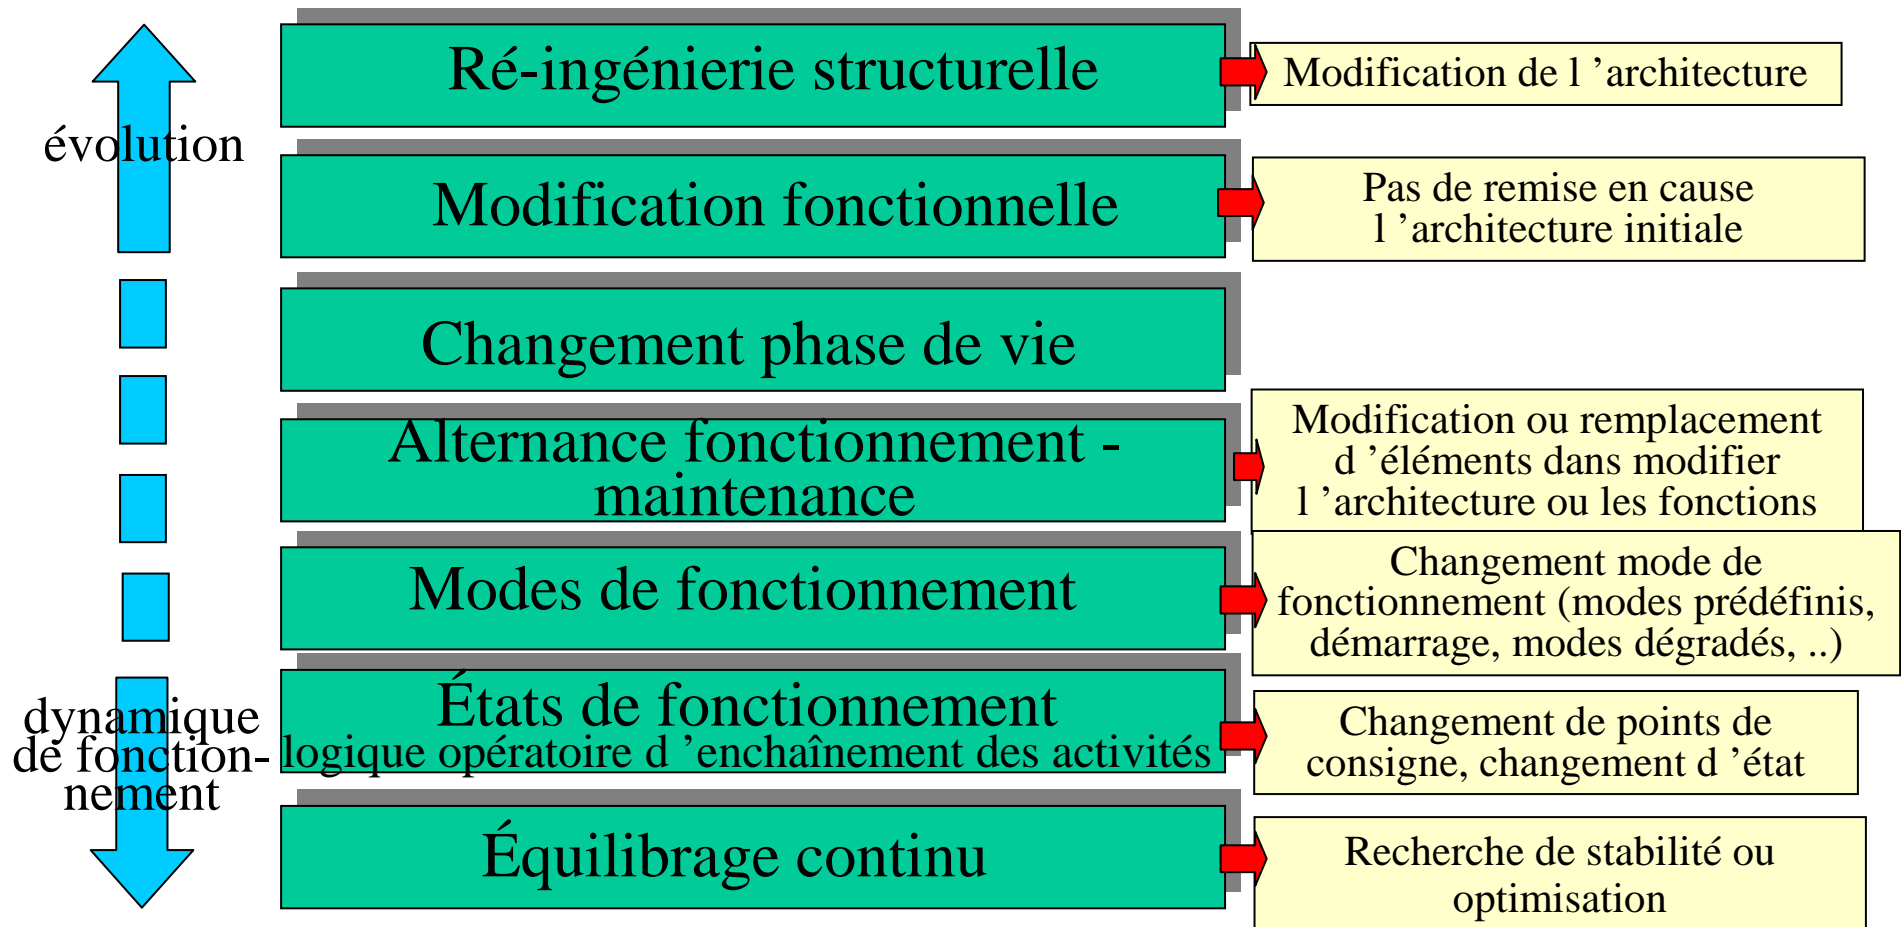 Ré-ingénierie structurelle
Modification de l ’architecture
évolution
Modification fonctionnelle
Pas de remise en cause
l ’architecture initiale
Changement phase de vie
Alternance fonctionnement -
maintenance
Modification ou remplacement
d ’éléments dans modifier
l ’architecture ou les fonctions
Modes de fonctionnement
Changement mode de
fonctionnement (modes prédéfinis,
démarrage, modes dégradés, ..)
dynamique
de fonction-
nement
États de fonctionnement
logique opératoire d ’enchaînement des activités
Changement de points de
consigne, changement d ’état
Équilibrage continu
Recherche de stabilité ou
optimisation